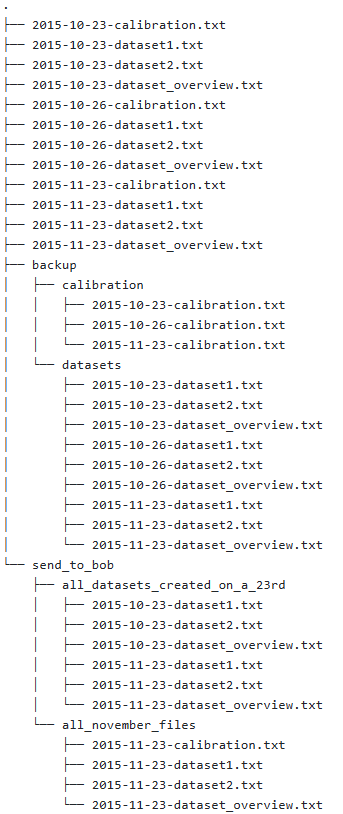 .
├── 2015-10-23-calibration.txt
├── 2015-10-23-dataset1.txt
├── 2015-10-23-dataset2.txt
├── 2015-10-23-dataset_overview.txt
├── 2015-10-26-calibration.txt
├── 2015-10-26-dataset1.txt
├── 2015-10-26-dataset2.txt
├── 2015-10-26-dataset_overview.txt
├── 2015-11-23-calibration.txt
├── 2015-11-23-dataset1.txt
├── 2015-11-23-dataset2.txt
├── 2015-11-23-dataset_overview.txt
├── backup
│   ├── calibration
│   │   ├── 2015-10-23-calibration.txt
│   │   ├── 2015-10-26-calibration.txt
│   │   └── 2015-11-23-calibration.txt
│   └── datasets
│       ├── 2015-10-23-dataset1.txt
│       ├── 2015-10-23-dataset2.txt
│       ├── 2015-10-23-dataset_overview.txt
│       ├── 2015-10-26-dataset1.txt
│       ├── 2015-10-26-dataset2.txt
│       ├── 2015-10-26-dataset_overview.txt
│       ├── 2015-11-23-dataset1.txt
│       ├── 2015-11-23-dataset2.txt
│       └── 2015-11-23-dataset_overview.txt
└── send_to_bob
    ├── all_datasets_created_on_a_23rd
    │   ├── 2015-10-23-dataset1.txt
    │   ├── 2015-10-23-dataset2.txt
    │   ├── 2015-10-23-dataset_overview.txt
    │   ├── 2015-11-23-dataset1.txt
    │   ├── 2015-11-23-dataset2.txt
    │   └── 2015-11-23-dataset_overview.txt
    └── all_november_files
        ├── 2015-11-23-calibration.txt
        ├── 2015-11-23-dataset1.txt
        ├── 2015-11-23-dataset2.txt
        └── 2015-11-23-dataset_overview.txt